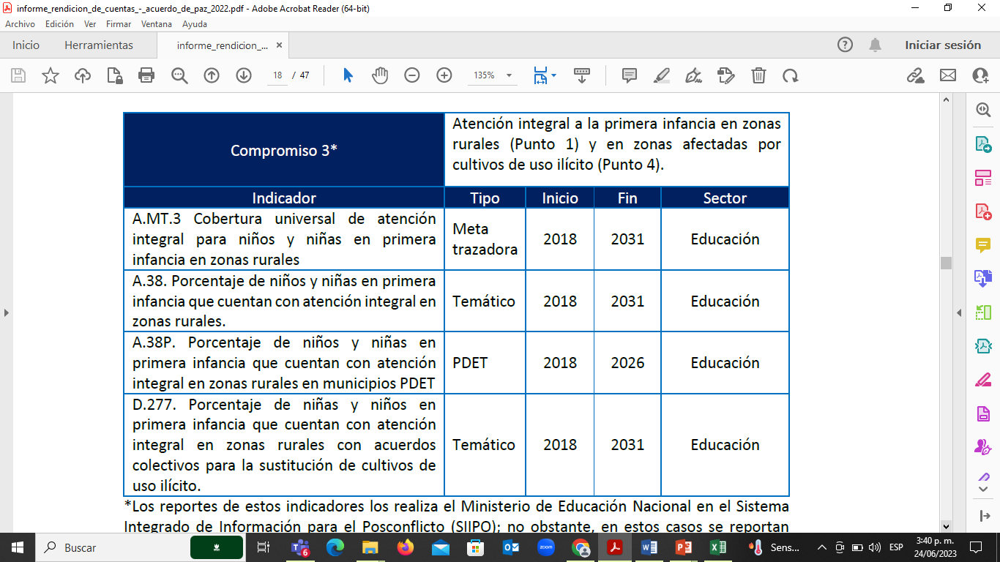 informe_rendicion_de_cuentas_-_acuerdo_de_paz_2022.pdf - Adobe Acrobat Reader (64-bit)
Archivo Edición Ver Firmar Ventana Ayuda
Inicio Herramientas informe_rendicion_... × Iniciar sesión
18 / 47 135%
Compromiso 3*
Atención integral a la primera infancia en zonas
rurales (Punto 1) y en zonas afectadas por
cultivos de uso ilícito (Punto 4).
Indicador Tipo Inicio Fin Sector
A.MT.3 Cobertura universal de atención
integral para niños y niñas en primera
infancia en zonas rurales
Meta
trazadora
2018 2031 Educación
A.38. Porcentaje de niños y niñas en primera
infancia que cuentan con atención integral en
zonas rurales.
Temático 2018 2031 Educación
A.38P. Porcentaje de niños y niñas en
primera infancia que cuentan con atención
integral en zonas rurales en municipios PDET
PDET 2018 2026 Educación
D.277. Porcentaje de niñas y niños en
primera infancia que cuentan con atención
integral en zonas rurales con acuerdos
colectivos para la sustitución de cultivos de
uso ilícito.
Temático 2018 2031 Educación
*Los reportes de estos indicadores los realiza el Ministerio de Educación Nacional en el Sistema
Integrado de Información para el Posconflicto (SIIPO); no obstante, en estos casos se reportan
Buscar 6 zoom Sens... ESP 3:40 p. m.
24/06/2023